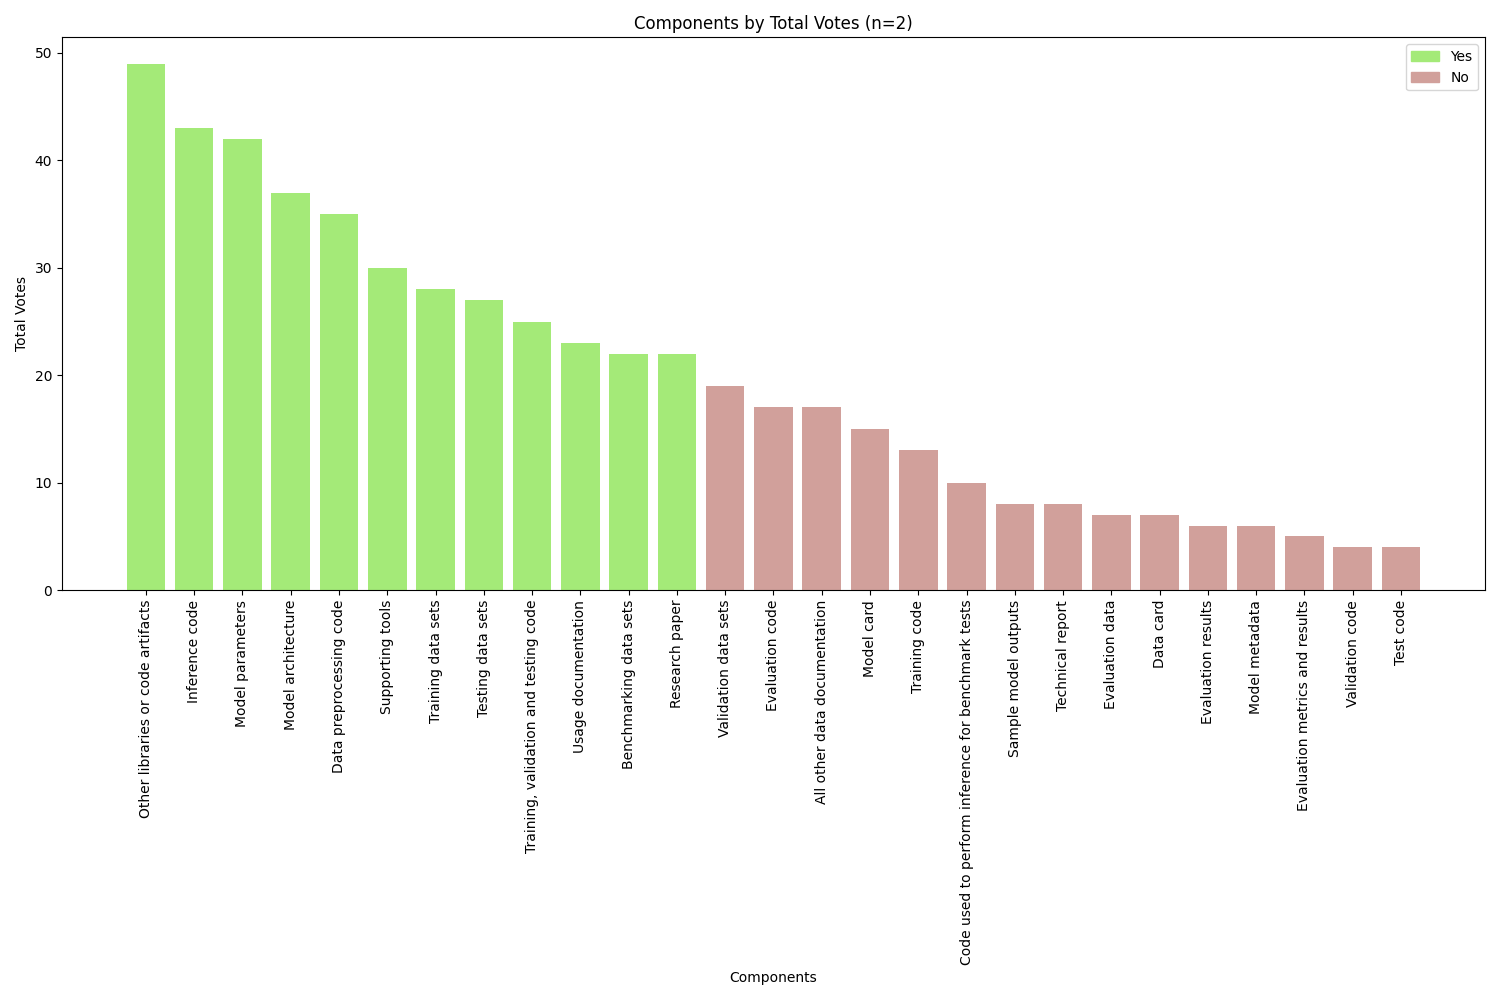 Components by Total Votes (n=2)
Yes
No
Total Votes
50
40
30
20
10
0
Other libraries or code artifacts
Inference code
Model parameters
Model architecture
Data preprocessing code
Supporting tools
Training data sets
Testing data sets
Training, validation and testing code
Usage documentation
Benchmarking data sets
Research paper
Validation data sets
Evaluation code
All other data documentation
Model card
Training code
Code used to perform inference for benchmark tests
Sample model outputs
Technical report
Evaluation data
Data card
Evaluation results
Model metadata
Evaluation metrics and results
Validation code
Test code
Components